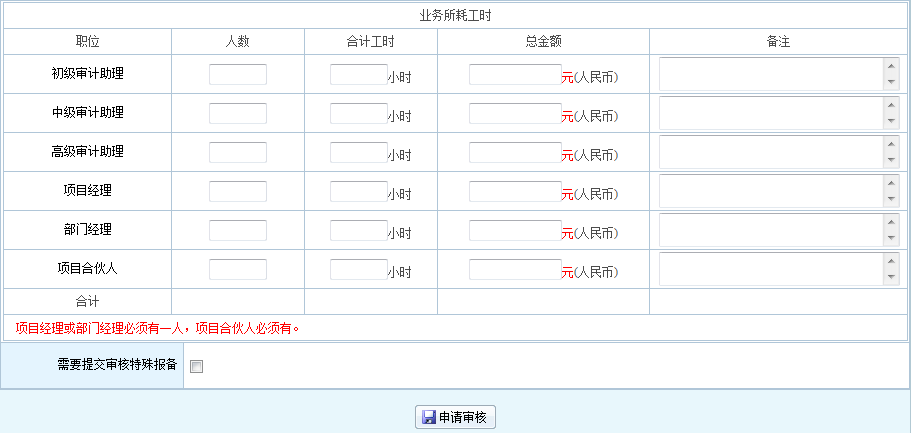 业务所耗工时
职位 人数 合计工时 总金额 备注
初级审计助理 小时 元(人民币)
中级审计助理 小时 元(人民币)
高级审计助理 小时 元(人民币)
项目经理 小时 元(人民币)
部门经理 小时 元(人民币)
项目合伙人 小时 元(人民币)
合计
项目经理或部门经理必须有一人，项目合伙人必须有。
需要提交审核特殊报备
申请审核